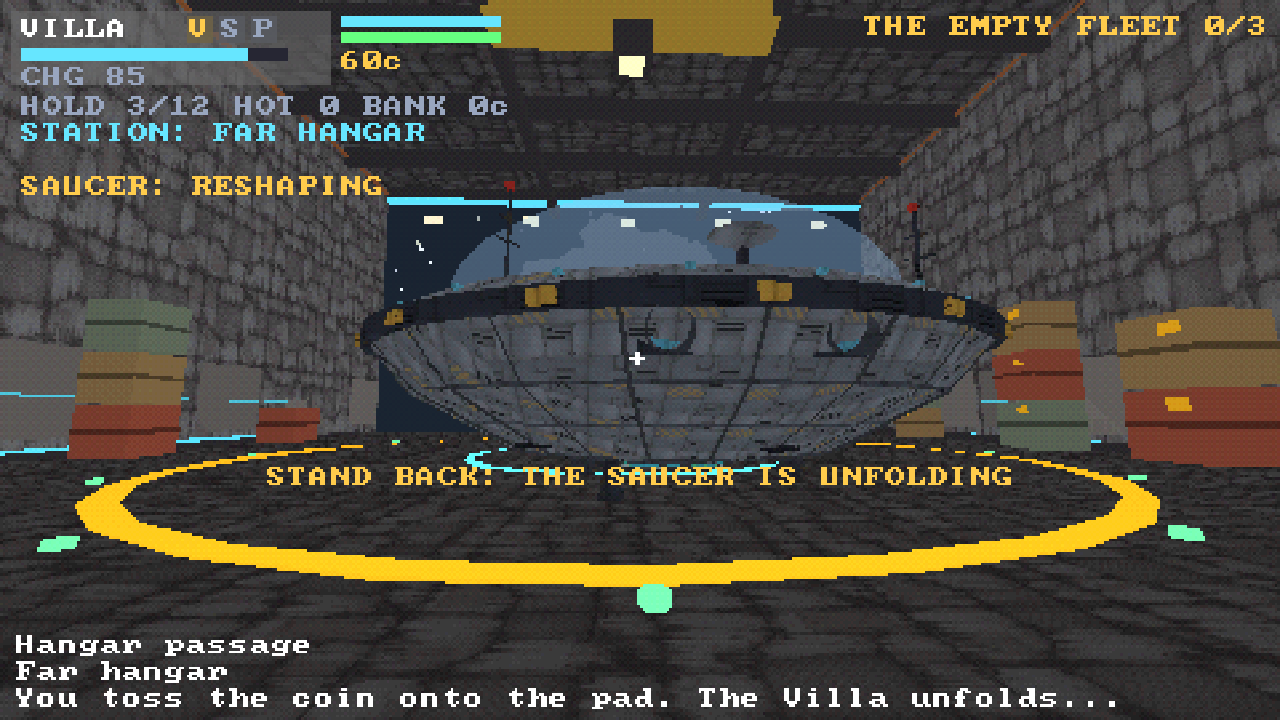 VILLA V S P
CHG 85
60c
HOLD 3/12 HOT 0 BANK 0c
STATION: FAR HANGAR
SAUCER: RESHAPING
THE EMPTY FLEET 0/3
STAND BACK: THE SAUCER IS UNFOLDING
Hangar passage
Far hangar
You toss the coin onto the pad. The Villa unfolds...